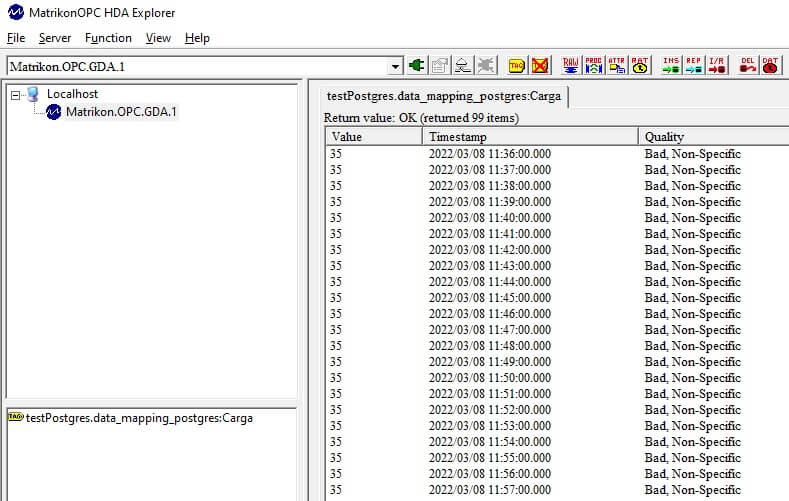 MatrikonOPC HDA Explorer
File Server Function View Help
Matrikon.OPC.GDA.1
TAG RAW PROC ATTR RAT INS REP I/R DEL DAT
Localhost
Matrikon.OPC.GDA.1
testPostgres.data_mapping_postgres:Carga
Return value: OK (returned 99 items)
Value Timestamp Quality
35 2022/03/08 11:36:00.000 Bad, Non-Specific
35 2022/03/08 11:37:00.000 Bad, Non-Specific
35 2022/03/08 11:38:00.000 Bad, Non-Specific
35 2022/03/08 11:39:00.000 Bad, Non-Specific
35 2022/03/08 11:40:00.000 Bad, Non-Specific
35 2022/03/08 11:41:00.000 Bad, Non-Specific
35 2022/03/08 11:42:00.000 Bad, Non-Specific
35 2022/03/08 11:43:00.000 Bad, Non-Specific
35 2022/03/08 11:44:00.000 Bad, Non-Specific
35 2022/03/08 11:45:00.000 Bad, Non-Specific
35 2022/03/08 11:46:00.000 Bad, Non-Specific
35 2022/03/08 11:47:00.000 Bad, Non-Specific
35 2022/03/08 11:48:00.000 Bad, Non-Specific
35 2022/03/08 11:49:00.000 Bad, Non-Specific
35 2022/03/08 11:50:00.000 Bad, Non-Specific
35 2022/03/08 11:51:00.000 Bad, Non-Specific
35 2022/03/08 11:52:00.000 Bad, Non-Specific
35 2022/03/08 11:53:00.000 Bad, Non-Specific
35 2022/03/08 11:54:00.000 Bad, Non-Specific
35 2022/03/08 11:55:00.000 Bad, Non-Specific
35 2022/03/08 11:56:00.000 Bad, Non-Specific
35 2022/03/08 11:57:00.000 Bad, Non-Specific
TAG testPostgres.data_mapping_postgres:Carga